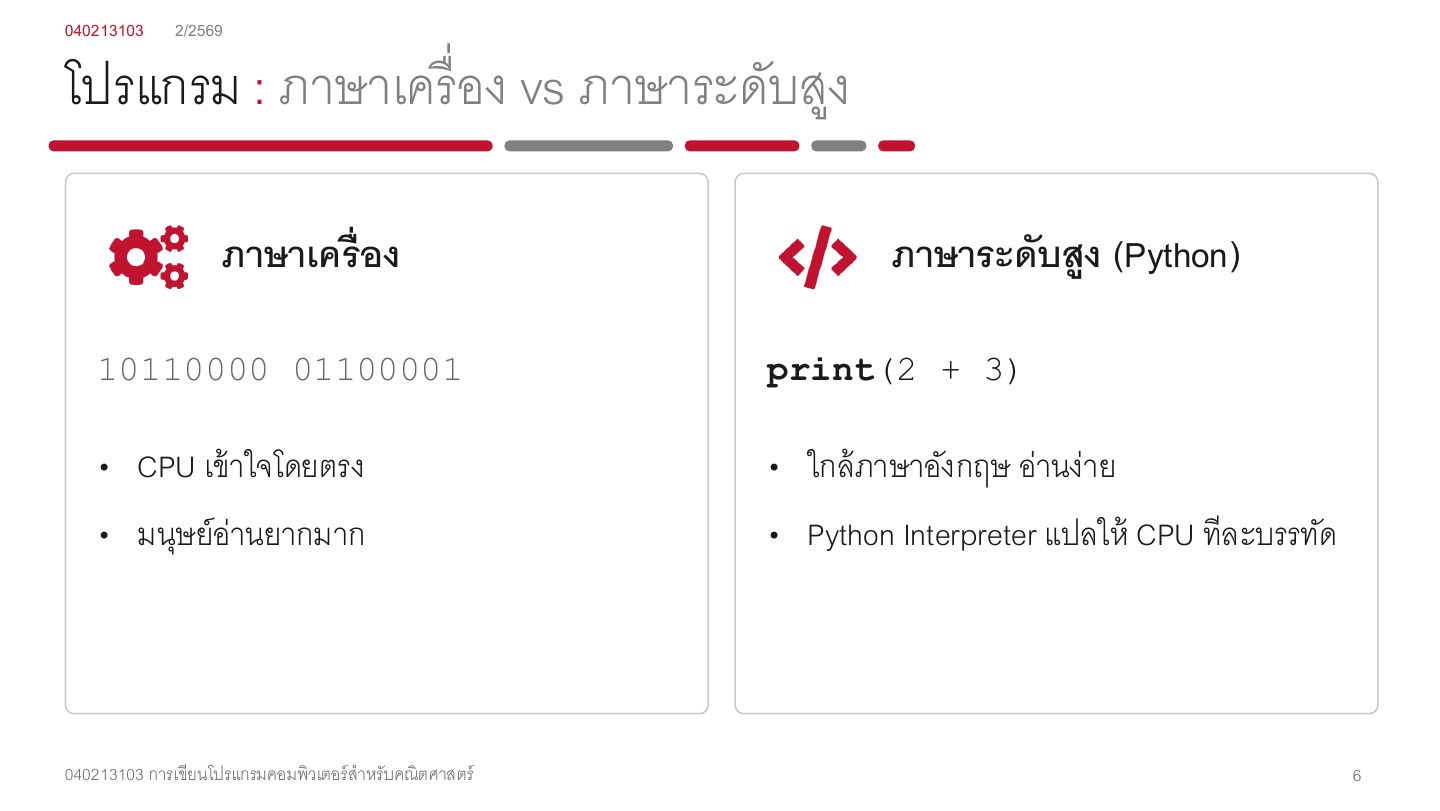 040213103 2/2569
โปรแกรม : ภาษาเครื่อง vs ภาษาระดับสูง
ภาษาเครื่อง
10110000 01100001
• CPU เข้าใจโดยตรง
• มนุษย์อ่านยากมาก
ภาษาระดับสูง (Python)
print(2 + 3)
• ใกล้ภาษาอังกฤษ อ่านง่าย
• Python Interpreter แปลให้ CPU ทีละบรรทัด
040213103 การเขียนโปรแกรมคอมพิวเตอร์สำหรับคณิตศาสตร์
6